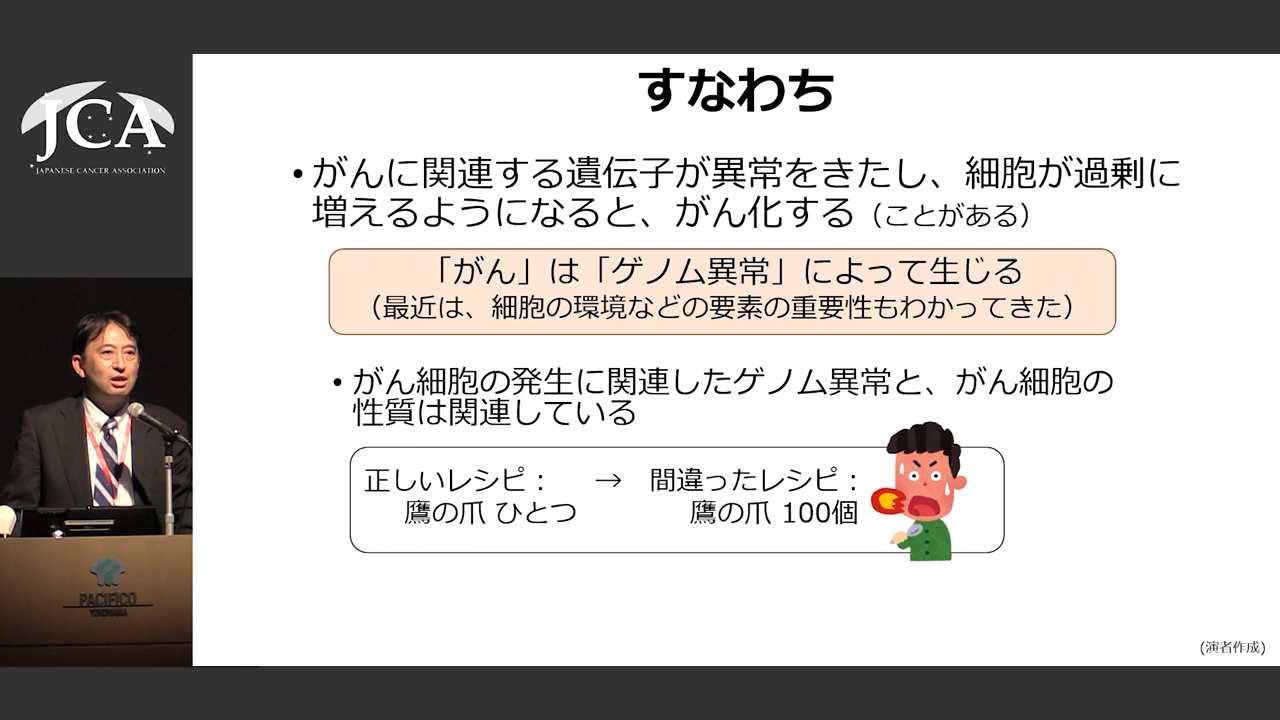 JCA
JAPANESE CANCER ASSOCIATION
すなわち
• がんに関連する遺伝子が異常をきたし、細胞が過剰に
増えるようになると、がん化する（ことがある）
「がん」は「ゲノム異常」によって生じる
（最近は、細胞の環境などの要素の重要性もわかってきた）
• がん細胞の発生に関連したゲノム異常と、がん細胞の
性質は関連している
正しいレシピ： → 間違ったレシピ：
鷹の爪 ひとつ 鷹の爪 100個
PACIFICO
YOKOHAMA
(演者作成)